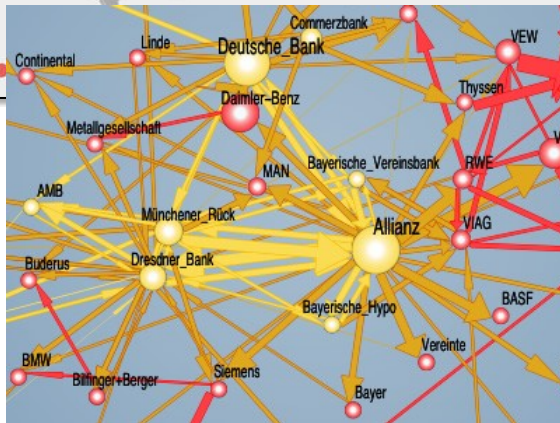 Commerzbank
Linde
Deutsche_Bank
VEW
Continental
Daimler-Benz
Thyssen
Metallgesellschaft
MAN
Bayerische_Vereinsbank
RWE
AMB
Münchener_Rück
Allianz
VIAG
Dresdner_Bank
Buderus
Bayerische_Hypo
BASF
Vereinte
BMW
Bilfinger+Berger
Siemens
Bayer